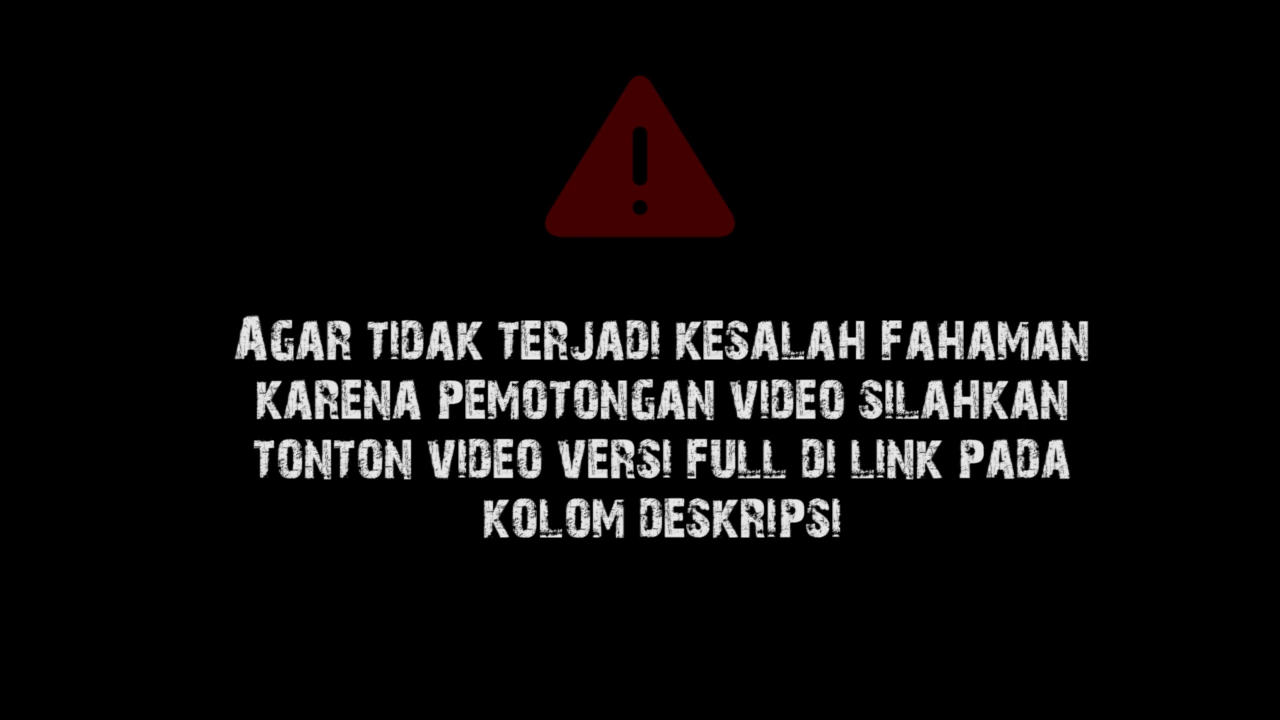 Agar tidak terjadi kesalah fahaman
karena pemotongan video silahkan
tonton video versi full di link pada
kolom deskripsi